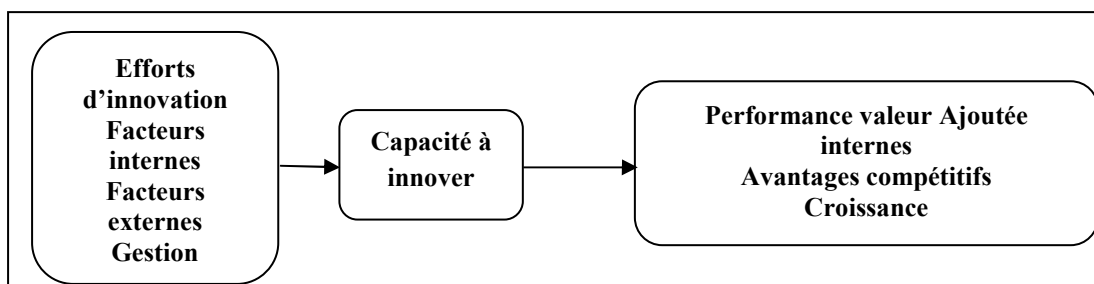 Efforts
d’innovation
Facteurs
internes
Facteurs
externes
Gestion
Capacité à
innover
Performance valeur Ajoutée
internes
Avantages compétitifs
Croissance